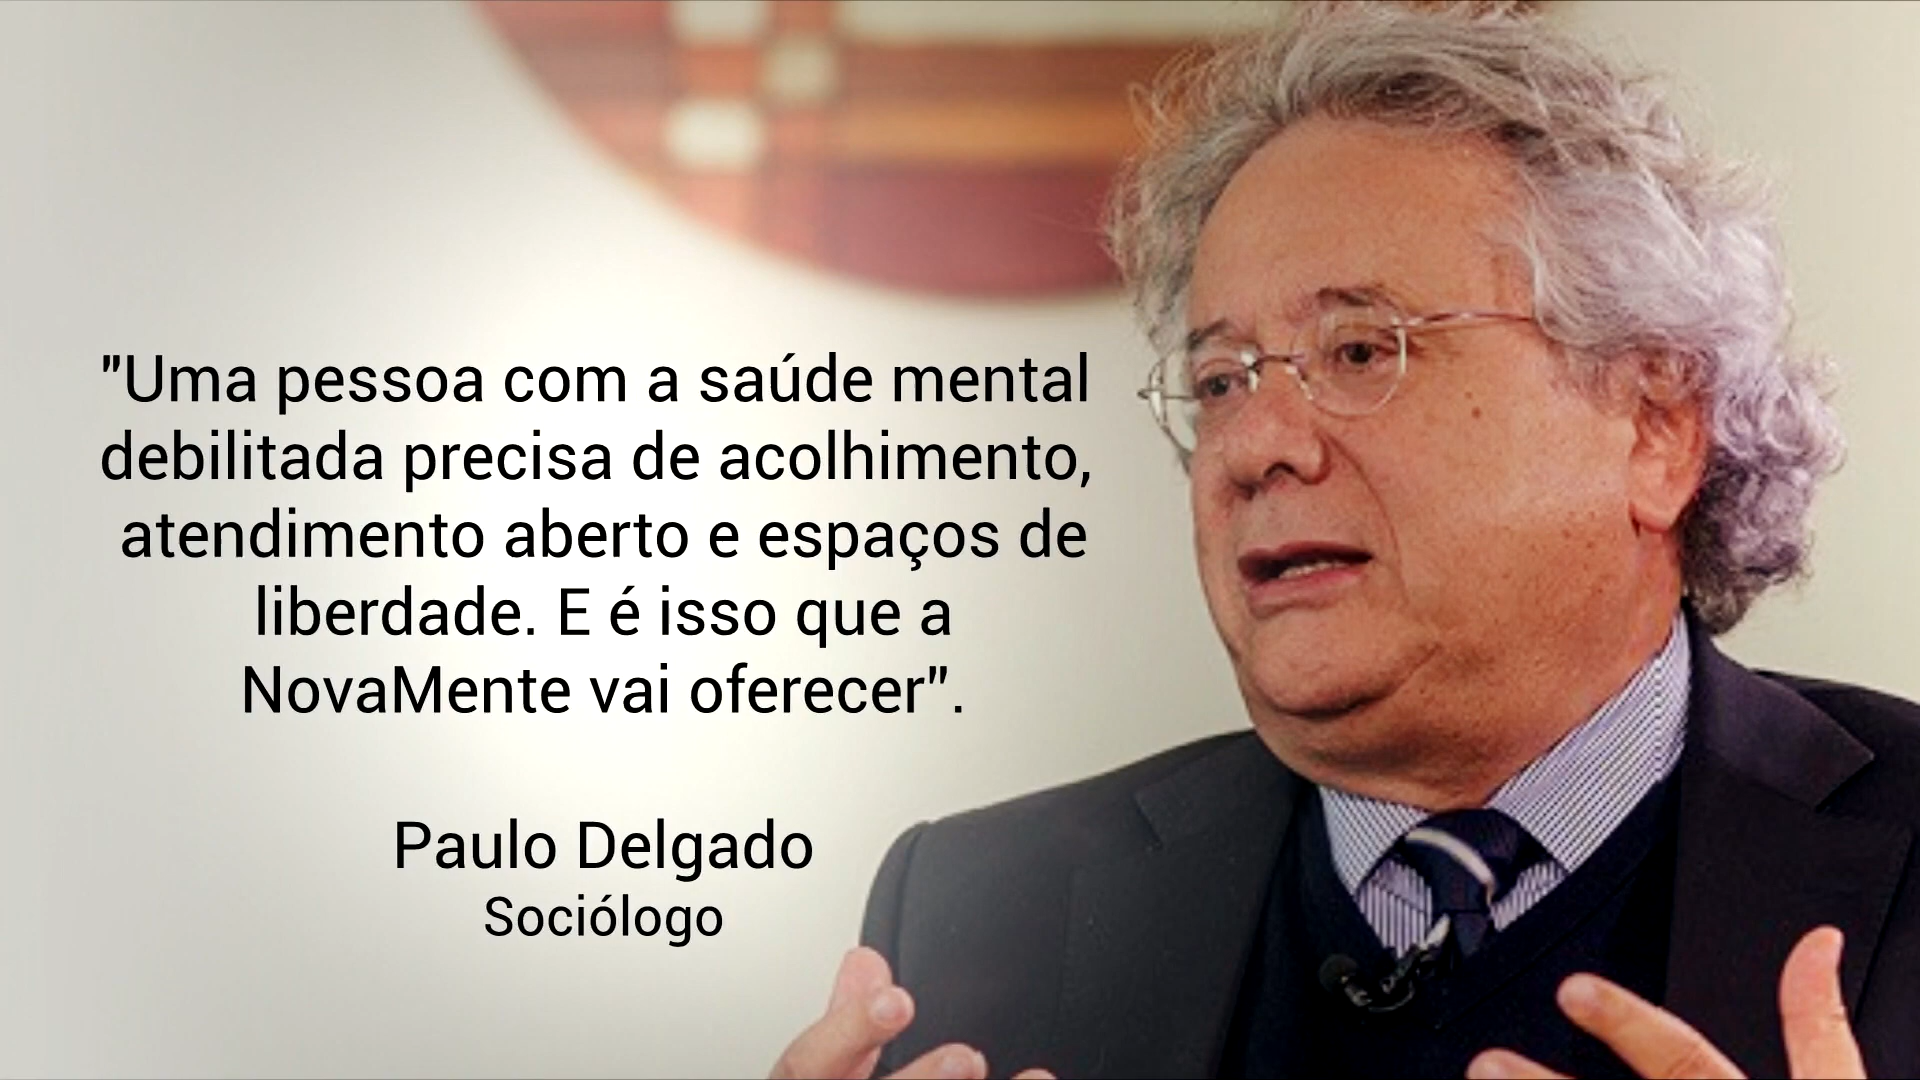 "Uma pessoa com a saúde mental
debilitada precisa de acolhimento,
atendimento aberto e espaços de
liberdade. E é isso que a
NovaMente vai oferecer".
Paulo Delgado
Sociólogo